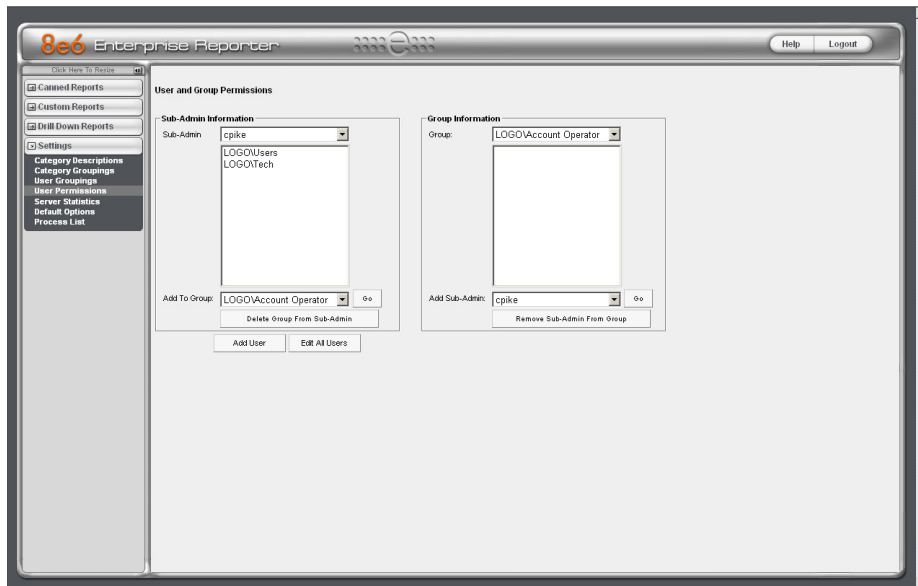 8e6 Enterprise Reporter
Help Logout
Click Here To Resize
Canned Reports
Custom Reports
Drill Down Reports
Settings
Category Descriptions
Category Groupings
User Groupings
User Permissions
Server Statistics
Default Options
Process List
User and Group Permissions
Sub-Admin Information
Sub-Admin cpike
LOGO\Users
LOGO\Tech
Add To Group: LOGO\Account Operator Go
Delete Group From Sub-Admin
Add User Edit All Users
Group Information
Group: LOGO\Account Operator
Add Sub-Admin: cpike Go
Remove Sub-Admin From Group